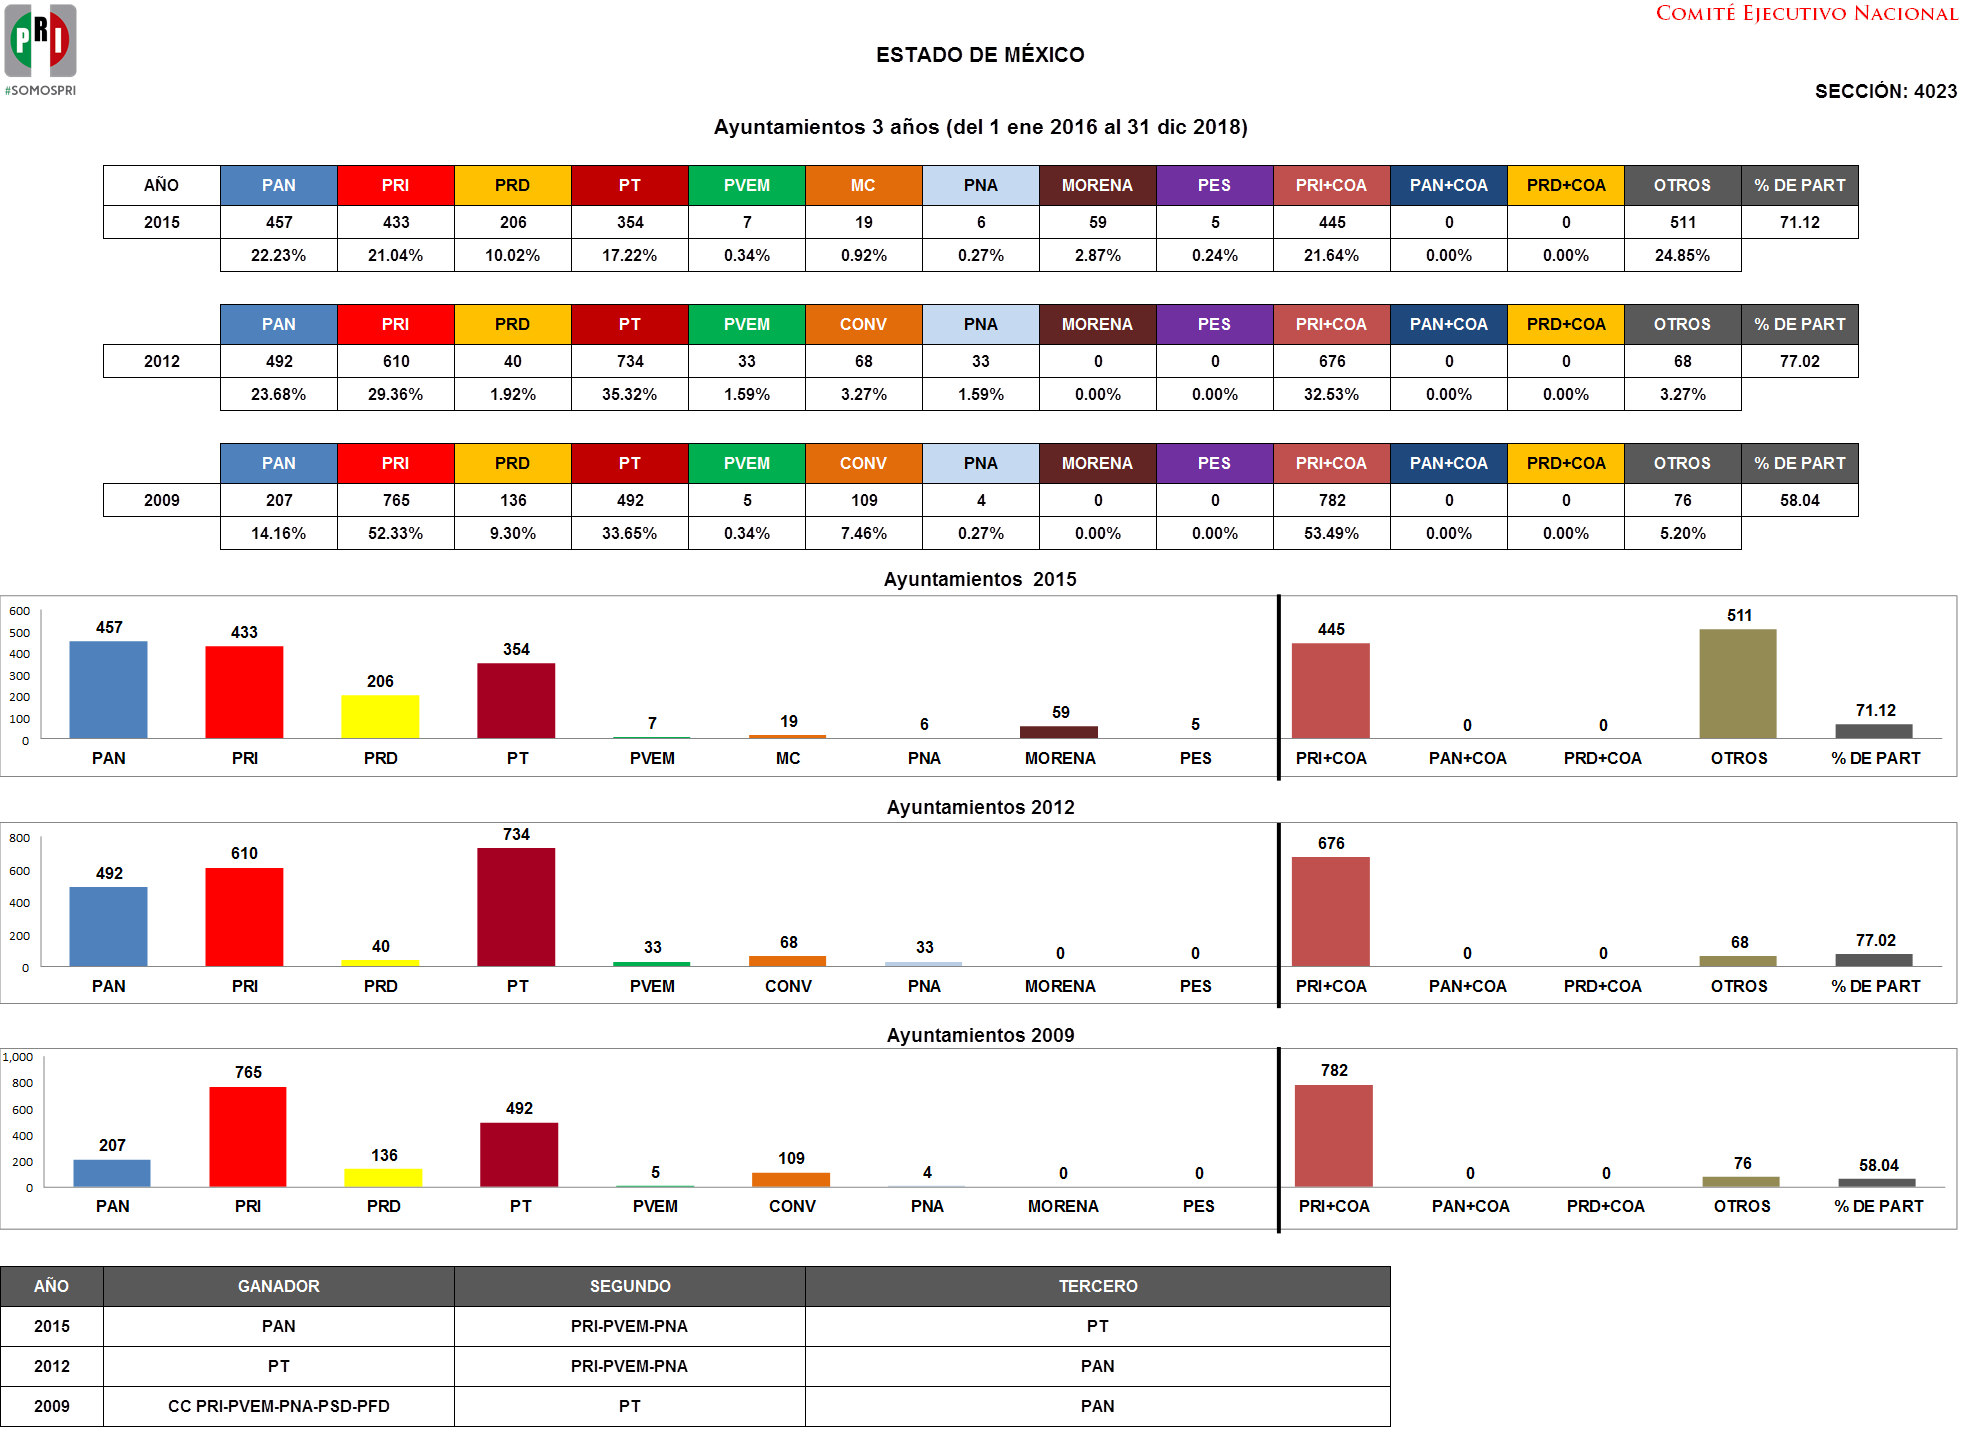 COMITÉ EJECUTIVO NACIONAL
PRI
#SOMOSPRI
ESTADO DE MÉXICO
SECCIÓN: 4023
Ayuntamientos 3 años (del 1 ene 2016 al 31 dic 2018)
AÑO PAN PRI PRD PT PVEM MC PNA MORENA PES PRI+COA PAN+COA PRD+COA OTROS % DE PART
2015 457 433 206 354 7 19 6 59 5 445 0 0 511 71.12
22.23% 21.04% 10.02% 17.22% 0.34% 0.92% 0.27% 2.87% 0.24% 21.64% 0.00% 0.00% 24.85%
PAN PRI PRD PT PVEM CONV PNA MORENA PES PRI+COA PAN+COA PRD+COA OTROS % DE PART
2012 492 610 40 734 33 68 33 0 0 676 0 0 68 77.02
23.68% 29.36% 1.92% 35.32% 1.59% 3.27% 1.59% 0.00% 0.00% 32.53% 0.00% 0.00% 3.27%
PAN PRI PRD PT PVEM CONV PNA MORENA PES PRI+COA PAN+COA PRD+COA OTROS % DE PART
2009 207 765 136 492 5 109 4 0 0 782 0 0 76 58.04
14.16% 52.33% 9.30% 33.65% 0.34% 7.46% 0.27% 0.00% 0.00% 53.49% 0.00% 0.00% 5.20%
Ayuntamientos 2015
600
500
400
300
200
100
0
457 433 206 354 7 19 6 59 5 445 0 0 511 71.12
PAN PRI PRD PT PVEM MC PNA MORENA PES PRI+COA PAN+COA PRD+COA OTROS % DE PART
Ayuntamientos 2012
800
600
400
200
0
492 610 40 734 33 68 33 0 0 676 0 0 68 77.02
PAN PRI PRD PT PVEM CONV PNA MORENA PES PRI+COA PAN+COA PRD+COA OTROS % DE PART
Ayuntamientos 2009
1,000
800
600
400
200
0
207 765 136 492 5 109 4 0 0 782 0 0 76 58.04
PAN PRI PRD PT PVEM CONV PNA MORENA PES PRI+COA PAN+COA PRD+COA OTROS % DE PART
AÑO GANADOR SEGUNDO TERCERO
2015 PAN PRI-PVEM-PNA PT
2012 PT PRI-PVEM-PNA PAN
2009 CC PRI-PVEM-PNA-PSD-PFD PT PAN